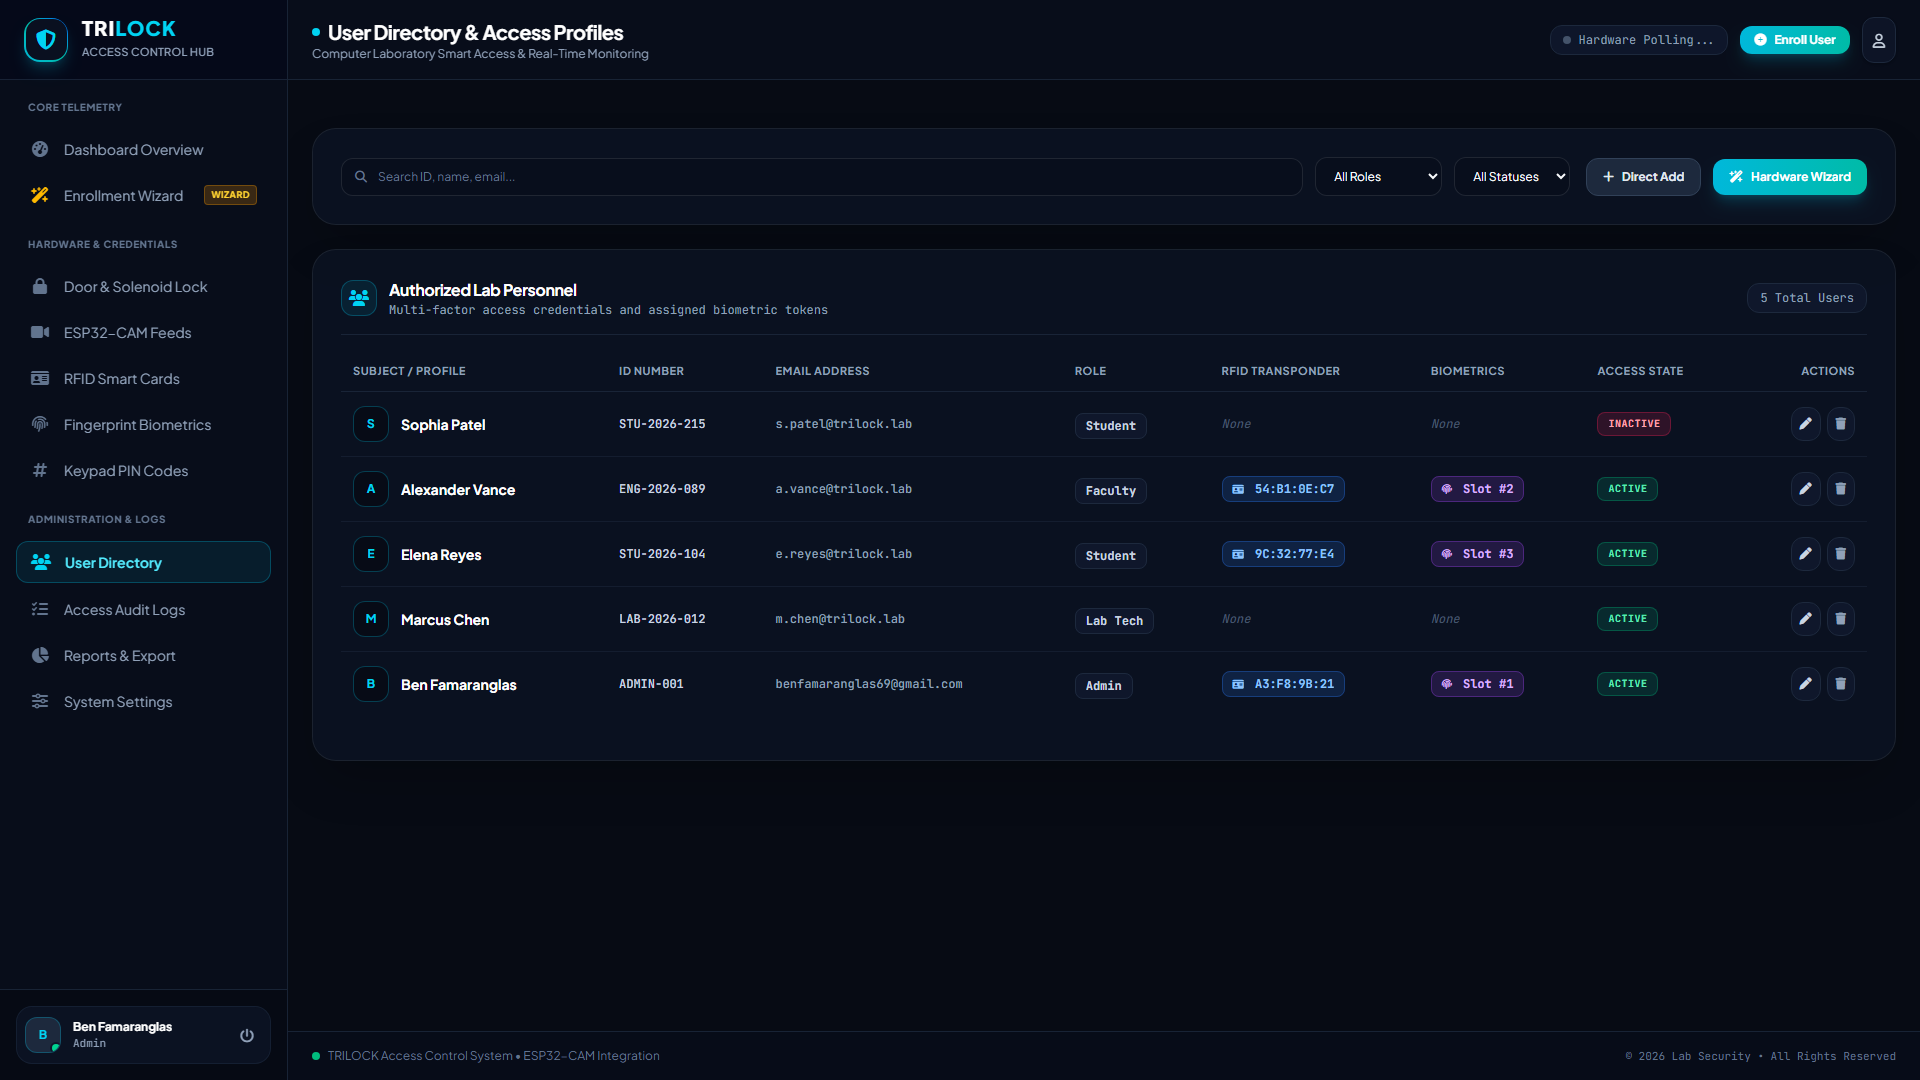 TRILOCK
ACCESS CONTROL HUB
CORE TELEMETRY
Dashboard Overview
Enrollment Wizard WIZARD
HARDWARE & CREDENTIALS
Door & Solenoid Lock
ESP32-CAM Feeds
RFID Smart Cards
Fingerprint Biometrics
Keypad PIN Codes
ADMINISTRATION & LOGS
User Directory
Access Audit Logs
Reports & Export
System Settings
B Ben Famaranglas
Admin
User Directory & Access Profiles
Computer Laboratory Smart Access & Real-Time Monitoring
Hardware Polling... Enroll User
Search ID, name, email... All Roles All Statuses Direct Add Hardware Wizard
Authorized Lab Personnel
Multi-factor access credentials and assigned biometric tokens
5 Total Users
SUBJECT / PROFILE ID NUMBER EMAIL ADDRESS ROLE RFID TRANSPONDER BIOMETRICS ACCESS STATE ACTIONS
S Sophia Patel STU-2026-215 s.patel@trilock.lab Student None None INACTIVE
A Alexander Vance ENG-2026-089 a.vance@trilock.lab Faculty 54:B1:0E:C7 Slot #2 ACTIVE
E Elena Reyes STU-2026-104 e.reyes@trilock.lab Student 9C:32:77:E4 Slot #3 ACTIVE
M Marcus Chen LAB-2026-012 m.chen@trilock.lab Lab Tech None None ACTIVE
B Ben Famaranglas ADMIN-001 benfamaranglas69@gmail.com Admin A3:F8:9B:21 Slot #1 ACTIVE
TRILOCK Access Control System • ESP32-CAM Integration
© 2026 Lab Security • All Rights Reserved